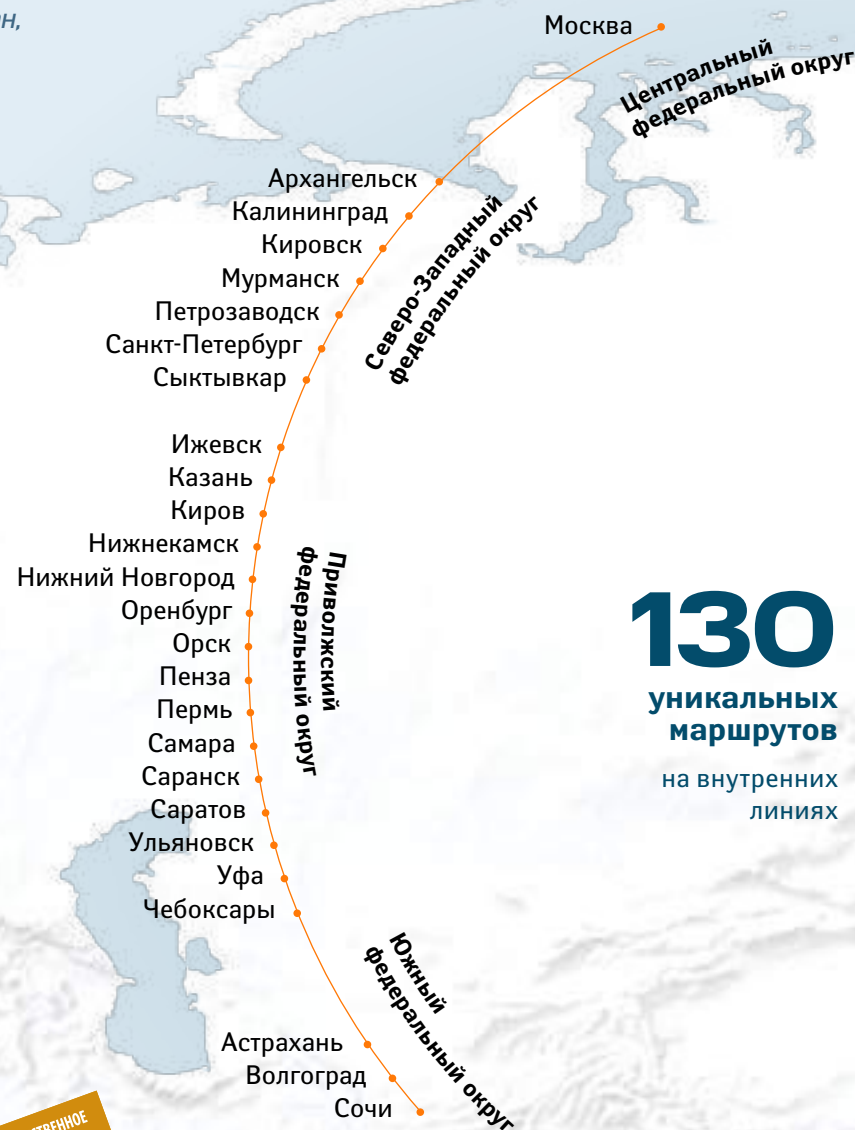 Москва
Центральный
федеральный округ
Архангельск
Калининград
Кировск
Мурманск
Петрозаводск
Санкт-Петербург
Сыктывкар
Северо-Западный
федеральный округ
Ижевск
Казань
Киров
Нижнекамск
Нижний Новгород
Оренбург
Орск
Пенза
Пермь
Самара
Саранск
Саратов
Ульяновск
Уфа
Чебоксары
Приволжский
федеральный округ
130
уникальных
маршрутов
на внутренних
линиях
Астрахань
Волгоград
Сочи
Южный
федеральный округ